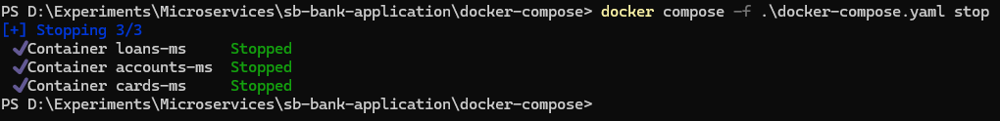 PS D:\Experiments\Microservices\sb-bank-application\docker-compose> docker compose -f .\docker-compose.yaml stop
[+] Stopping 3/3
✔Container loans-ms     Stopped
✔Container accounts-ms  Stopped
✔Container cards-ms     Stopped
PS D:\Experiments\Microservices\sb-bank-application\docker-compose>